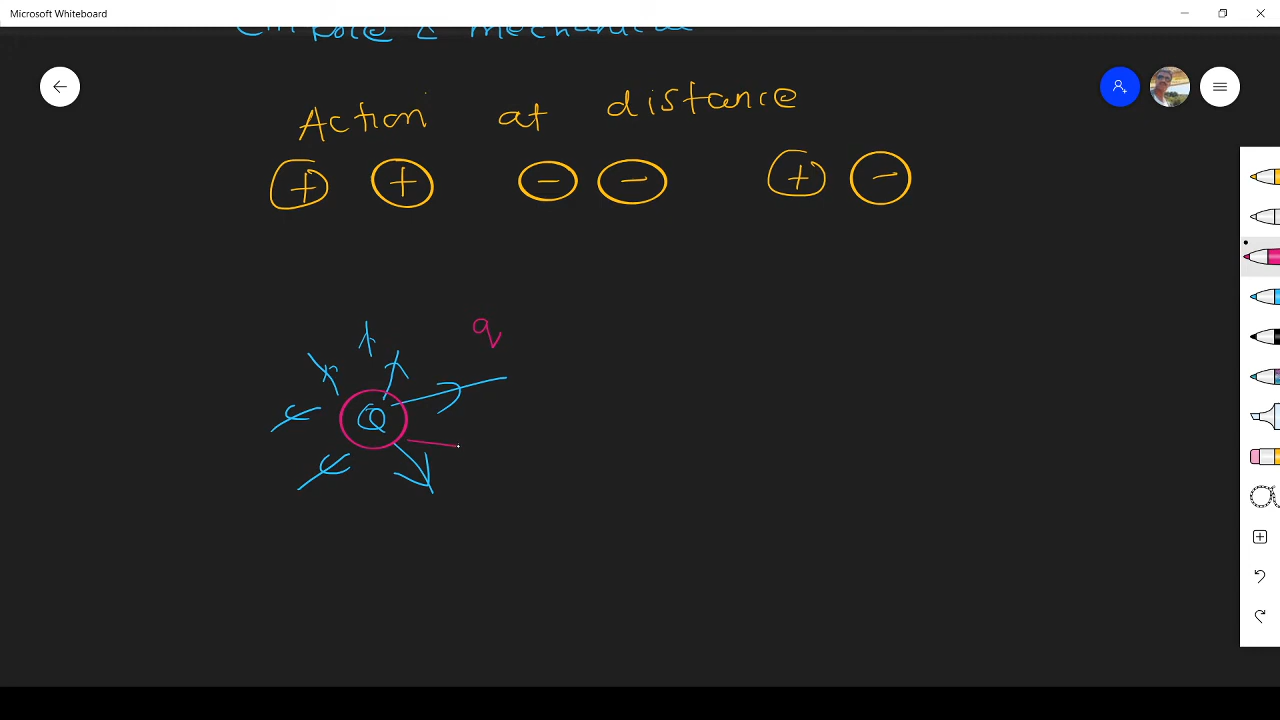 Microsoft Whiteboard
Action at distance
+ + - - + -
q
Q